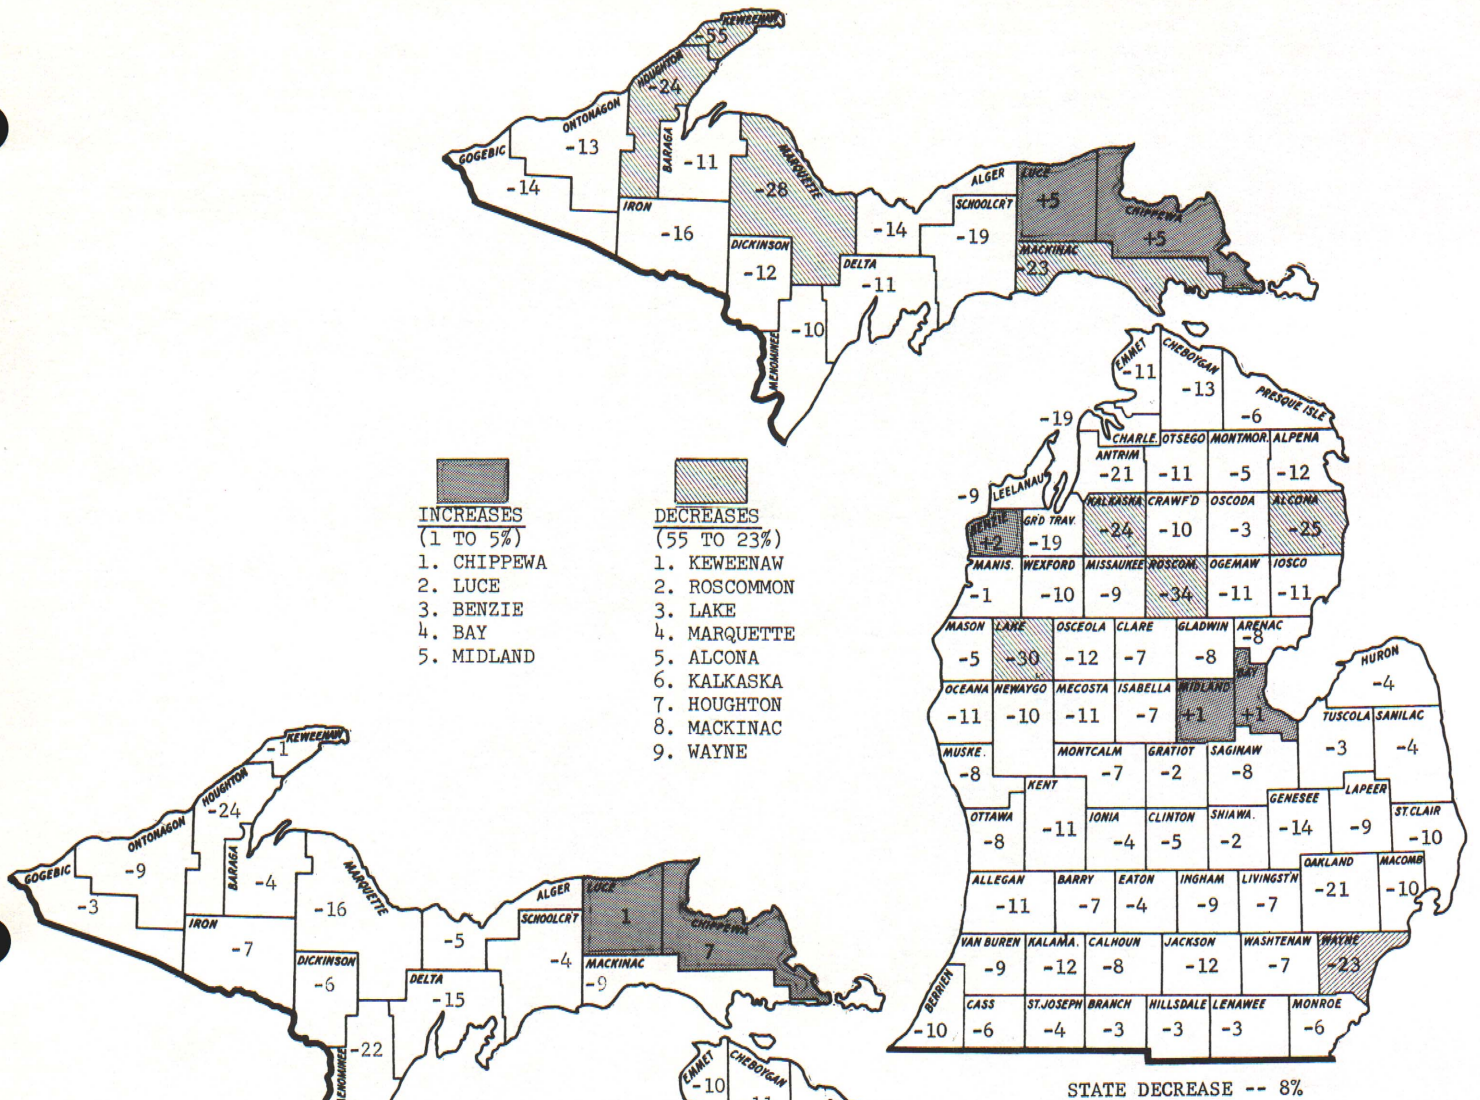 KEWEENAW
-55
HOUGHTON
-24
ONTONAGON
-13
GOGEBIC
-14
BARAGA
-11
MARQUETTE
-28
IRON
-16
DICKINSON
-12
ALGER
-14
SCHOOLCR'T
-19
LUCE
+5
CHIPPEWA
+5
MACKINAC
-23
DELTA
-11
MENOMINEE
-10
EMMET
-11
CHEBOYGAN
-13
PRESQUE ISLE
-6
-19
CHARLE.
OTSEGO
MONTMOR.
ALPENA
ANTRIM
-21
-11
-5
-12
-9
LEELANAU
KALKASKA
CRAWF'D
OSCODA
ALCONA
BENZIE
+2
GR'D TRAV.
-19
-24
-10
-3
-25
MANIS.
WEXFORD
MISSAUKEE
ROSCOM.
OGEMAW
IOSCO
-1
-10
-9
-34
-11
-11
MASON
LAKE
OSCEOLA
CLARE
GLADWIN
ARENAC
-5
-30
-12
-7
-8
-8
OCEANA
NEWAYGO
MECOSTA
ISABELLA
MIDLAND
BAY
HURON
-4
-11
-10
-11
-7
+1
+1
TUSCOLA
SANILAC
-3
-4
MUSKE.
MONTCALM
GRATIOT
SAGINAW
-8
-7
-2
-8
KENT
-11
GENESEE
-14
LAPEER
-9
ST.CLAIR
-10
OTTAWA
IONIA
CLINTON
SHIAWA.
-8
-4
-5
-2
OAKLAND
-21
MACOMB
-10
ALLEGAN
BARRY
EATON
INGHAM
LIVINGST'N
-11
-7
-4
-9
-7
VAN BUREN
KALAMA.
CALHOUN
JACKSON
WASHTENAW
WAYNE
-9
-12
-8
-12
-7
-23
BERRIEN
-10
CASS
ST.JOSEPH
BRANCH
HILLSDALE
LENAWEE
MONROE
-6
-4
-3
-3
-3
-6
STATE DECREASE -- 8%
INCREASES
(1 TO 5%)
1. CHIPPEWA
2. LUCE
3. BENZIE
4. BAY
5. MIDLAND
DECREASES
(55 TO 23%)
1. KEWEENAW
2. ROSCOMMON
3. LAKE
4. MARQUETTE
5. ALCONA
6. KALKASKA
7. HOUGHTON
8. MACKINAC
9. WAYNE
KEWEENAW
-1
HOUGHTON
-24
ONTONAGON
-9
GOGEBIC
-3
BARAGA
-4
MARQUETTE
-16
IRON
-7
DICKINSON
-6
ALGER
-5
SCHOOLCR'T
-4
LUCE
1
CHIPPEWA
7
MACKINAC
-9
DELTA
-15
-22
EMMET
-10
CHEBOYGAN